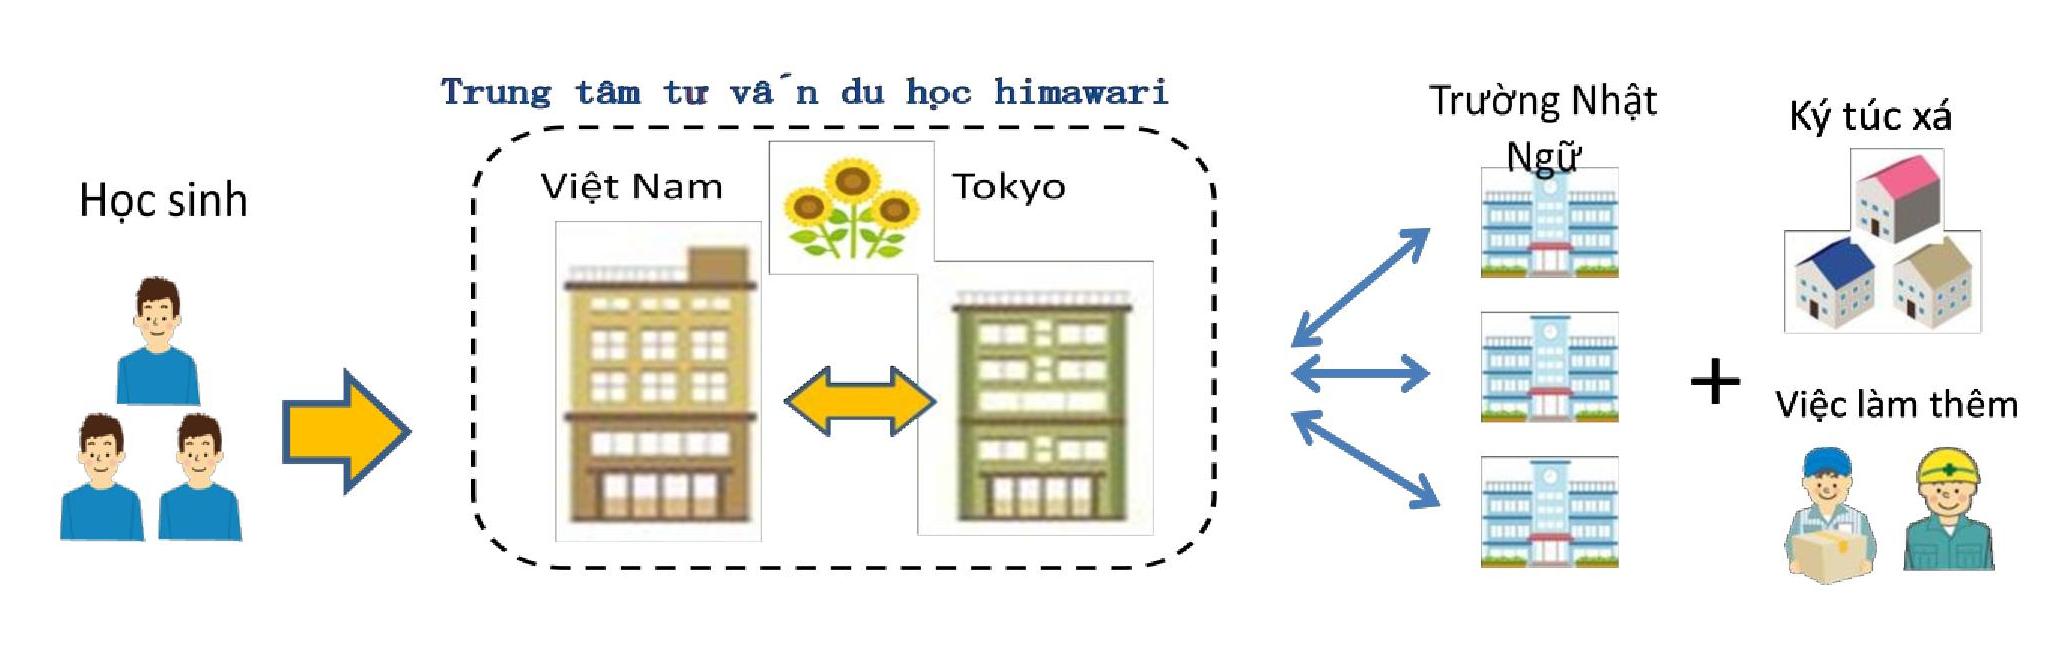 Trung tâm tư vấn du học himawari
Học sinh
Việt Nam
Tokyo
Trường Nhật
Ngữ
Ký túc xá
Việc làm thêm